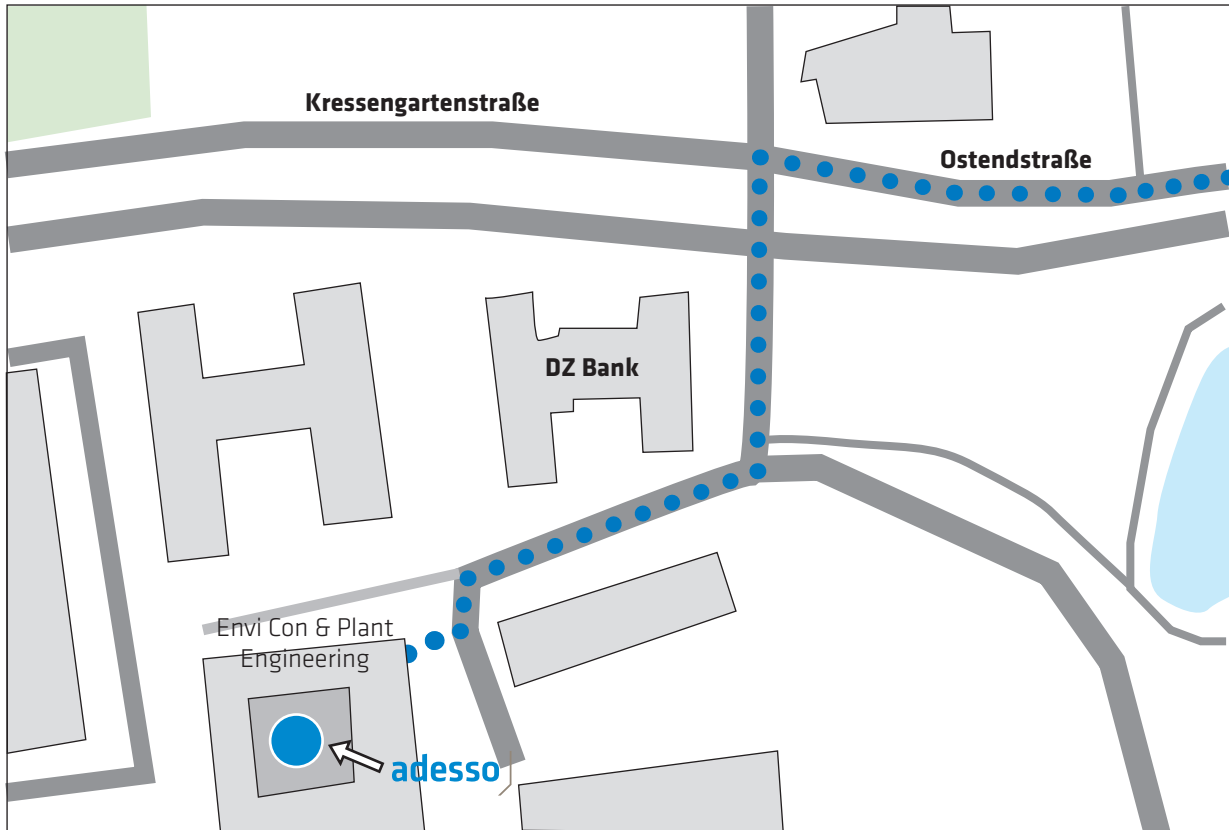 Kressengartenstraße
Ostendstraße
DZ Bank
Envi Con & Plant
Engineering
adesso